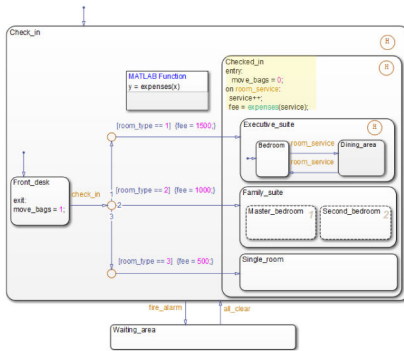 Check_in
H
MATLAB Function
y = expenses(x)
Checked_in
H
entry:
move_bags = 0;
on room_service:
service++;
fee = expenses(service);
[room_type == 1] {fee = 1500;}
Executive_suite
H
Bedroom
room_service
Dining_area
room_service
Front_desk
exit:
move_bags = 1;
check_in
1
2
3
[room_type == 2] {fee = 1000;}
Family_suite
Master_bedroom
1
Second_bedroom
2
[room_type == 3] {fee = 500;}
Single_room
fire_alarm
all_clear
Waiting_area